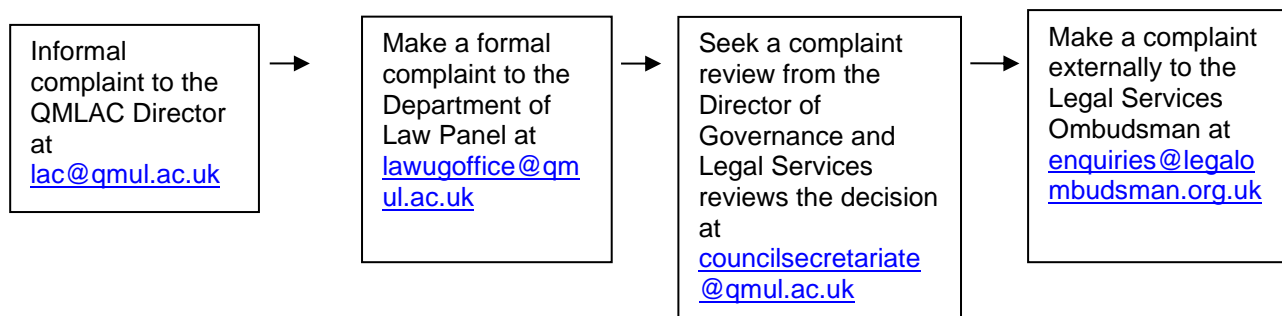 Informal
complaint to the
QMLAC Director
at
lac@qmul.ac.uk
Make a formal
complaint to the
Department of
Law Panel at
lawugoffice@qm
ul.ac.uk
Seek a complaint
review from the
Director of
Governance and
Legal Services
reviews the decision
at
councilsecretariate
@qmul.ac.uk
Make a complaint
externally to the
Legal Services
Ombudsman at
enquiries@legalo
mbudsman.org.uk